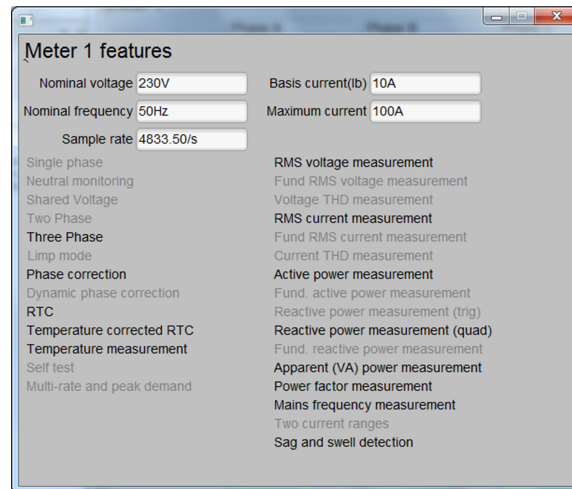 Phase A
Phase B
Meter 1 features
Nominal voltage 230V
Basis current(Ib) 10A
Nominal frequency 50Hz
Maximum current 100A
Sample rate 4833.50/s
Single phase
Neutral monitoring
Shared Voltage
Two Phase
Three Phase
Limp mode
Phase correction
Dynamic phase correction
RTC
Temperature corrected RTC
Temperature measurement
Self test
Multi-rate and peak demand
RMS voltage measurement
Fund RMS voltage measurement
Voltage THD measurement
RMS current measurement
Fund RMS current measurement
Current THD measurement
Active power measurement
Fund. active power measurement
Reactive power measurement (trig)
Reactive power measurement (quad)
Fund. reactive power measurement
Apparent (VA) power measurement
Power factor measurement
Mains frequency measurement
Two current ranges
Sag and swell detection